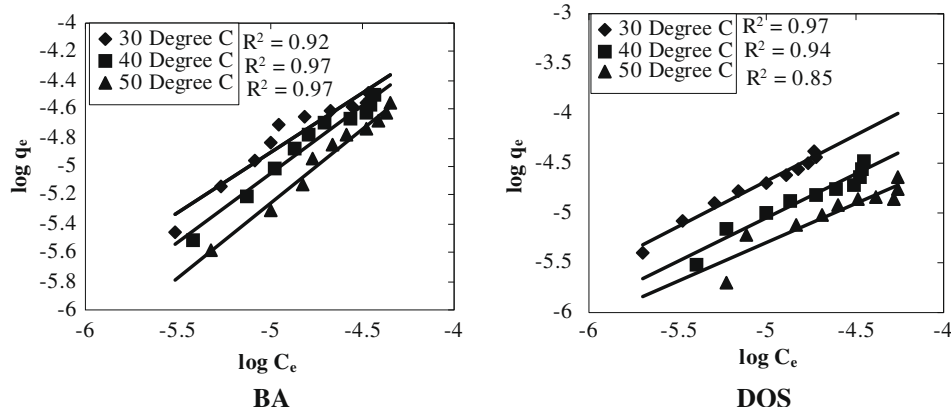 -4
30 Degree C R² = 0.92
40 Degree C R² = 0.97
50 Degree C R² = 0.97
-4.2
-4.4
-4.6
-4.8
-5
-5.2
-5.4
-5.6
-5.8
-6
log qe
-6 -5.5 -5 -4.5 -4
log Ce
BA
-3
30 Degree C R² = 0.97
40 Degree C R² = 0.94
50 Degree C R² = 0.85
-3.5
-4
-4.5
-5
-5.5
-6
log qe
-6 -5.5 -5 -4.5 -4
log Ce
DOS